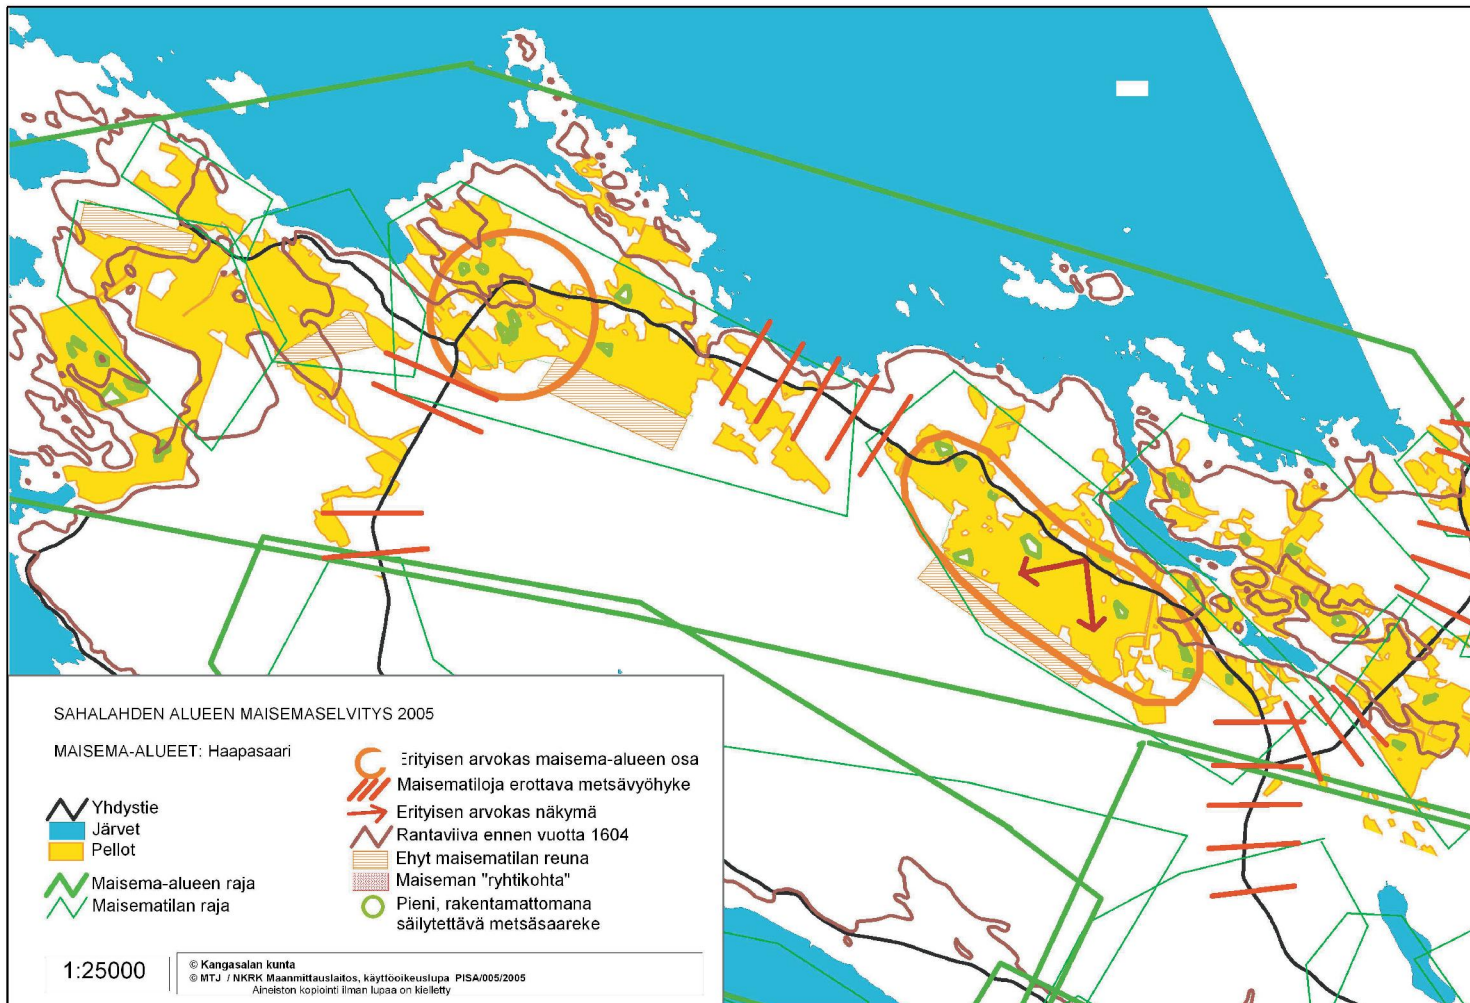 SAHALAHDEN ALUEEN MAISEMASELVITYS 2005
MAISEMA-ALUEET: Haapasaari
Yhdystie
Järvet
Pellot
Maisema-alueen raja
Maisematilan raja
Erityisen arvokas maisema-alueen osa
Maisematiloja erottava metsävyöhyke
Erityisen arvokas näkymä
Rantaviiva ennen vuotta 1604
Ehyt maisematilan reuna
Maiseman "ryhtikohta"
Pieni, rakentamattomana
säilytettävä metsäsaareke
1:25000
© Kangasalan kunta
© MTJ / NKRK Maanmittauslaitos, käyttöoikeuslupa PISA/005/2005
Aineiston kopiointi ilman lupaa on kielletty